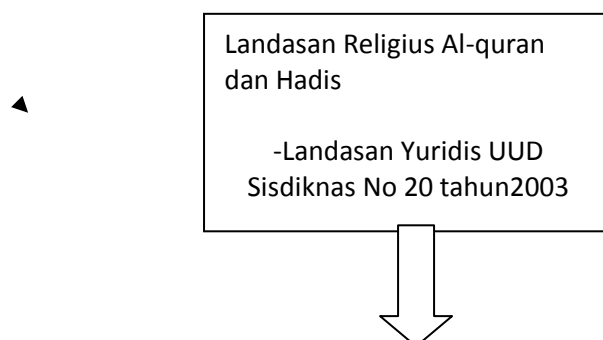 Landasan Religius Al-quran
dan Hadis
-Landasan Yuridis UUD
Sisdiknas No 20 tahun2003